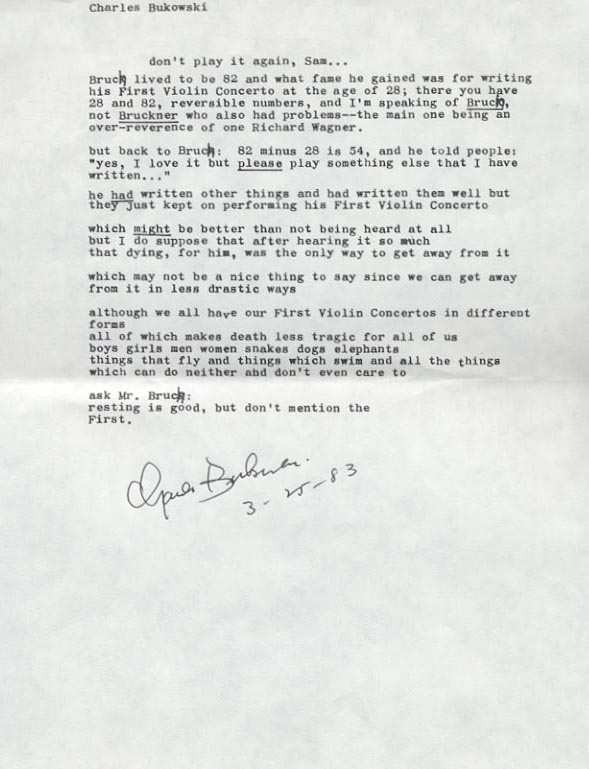 Charles Bukowski
don't play it again, Sam...
Bruch lived to be 82 and what fame he gained was for writing
his First Violin Concerto at the age of 28; there you have
28 and 82, reversible numbers, and I'm speaking of Bruch,
not Bruckner who also had problems--the main one being an
over-reverence of one Richard Wagner.
but back to Bruch: 82 minus 28 is 54, and he told people:
"yes, I love it but please play something else that I have
written..."
he had written other things and had written them well but
they just kept on performing his First Violin Concerto
which might be better than not being heard at all
but I do suppose that after hearing it so much
that dying, for him, was the only way to get away from it
which may not be a nice thing to say since we can get away
from it in less drastic ways
although we all have our First Violin Concertos in different
forms
all of which makes death less tragic for all of us
boys girls men women snakes dogs elephants
things that fly and things which swim and all the things
which can do neither ahd don't even care to
ask Mr. Bruch:
resting is good, but don't mention the
First.
Charles Bukowski
3-25-83